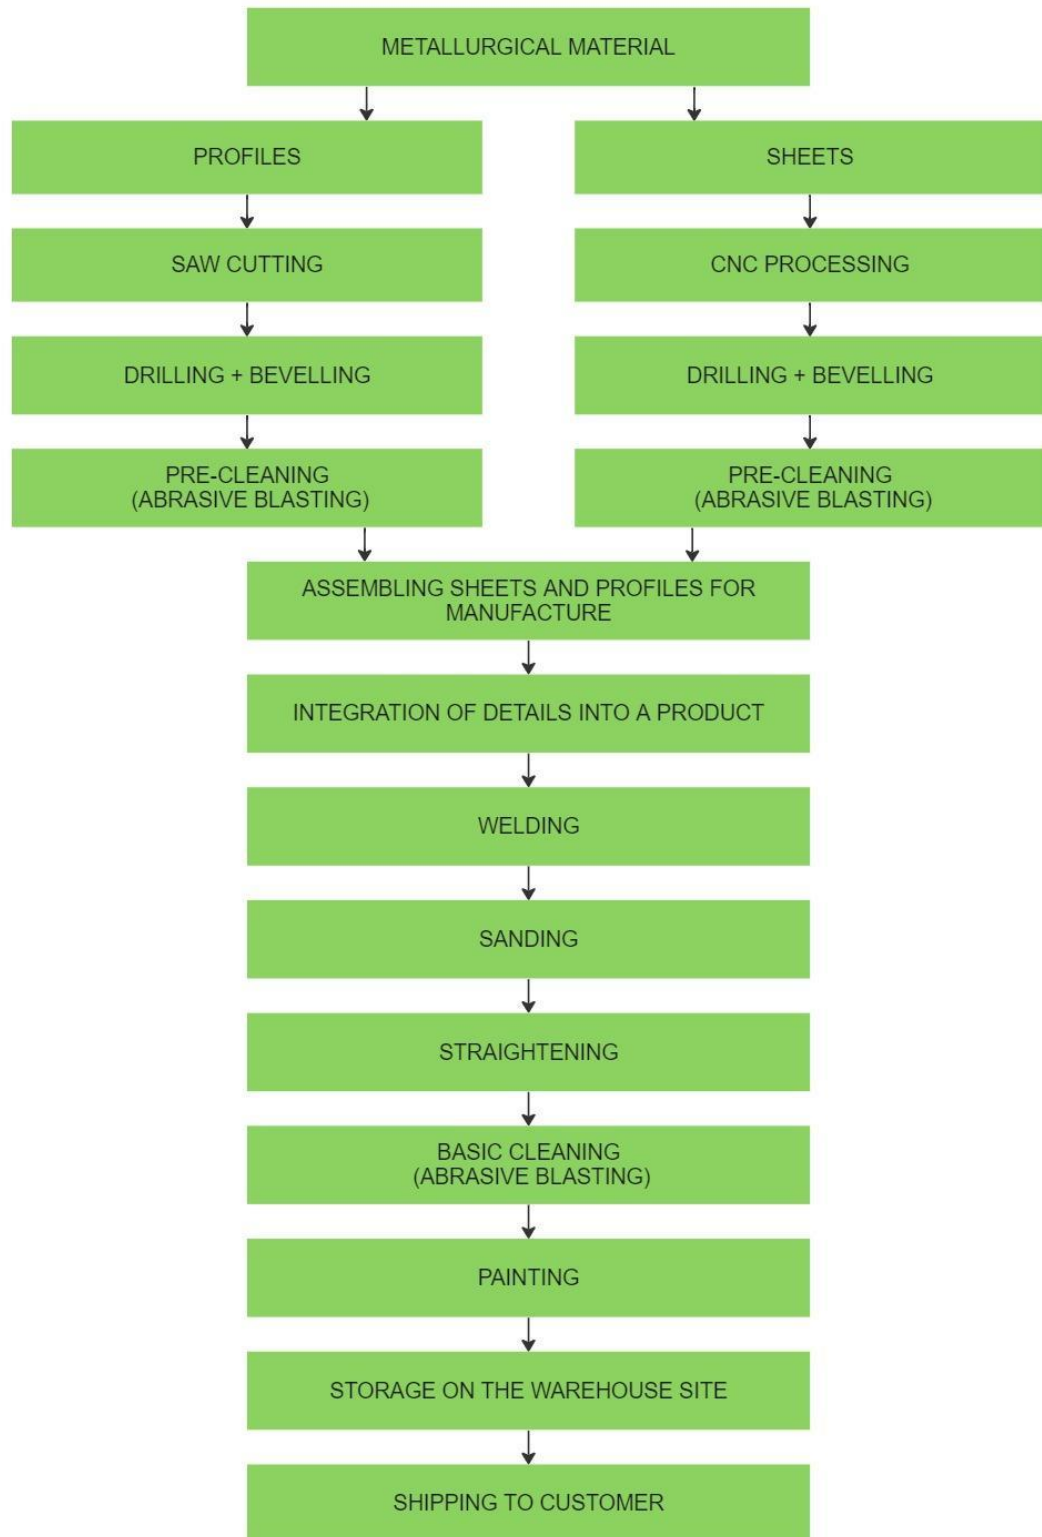 METALLURGICAL MATERIAL
PROFILES
SHEETS
SAW CUTTING
CNC PROCESSING
DRILLING + BEVELLING
DRILLING + BEVELLING
PRE-CLEANING
(ABRASIVE BLASTING)
PRE-CLEANING
(ABRASIVE BLASTING)
ASSEMBLING SHEETS AND PROFILES FOR
MANUFACTURE
INTEGRATION OF DETAILS INTO A PRODUCT
WELDING
SANDING
STRAIGHTENING
BASIC CLEANING
(ABRASIVE BLASTING)
PAINTING
STORAGE ON THE WAREHOUSE SITE
SHIPPING TO CUSTOMER